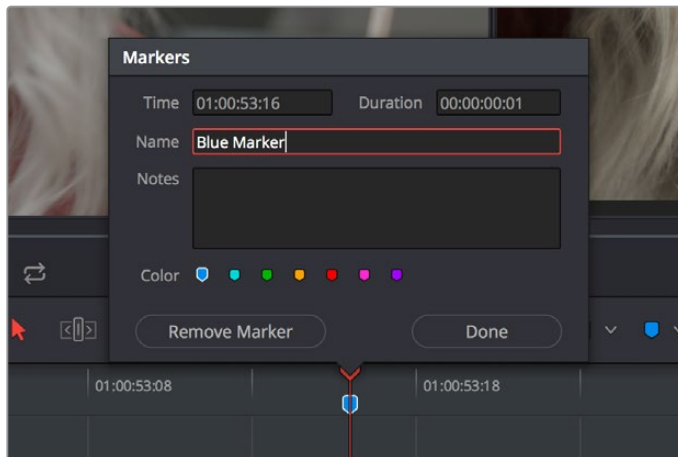 Markers
Time 01:00:53:16 Duration 00:00:00:01
Name Blue Marker
Notes
Color
Remove Marker Done
01:00:53:08 01:00:53:18